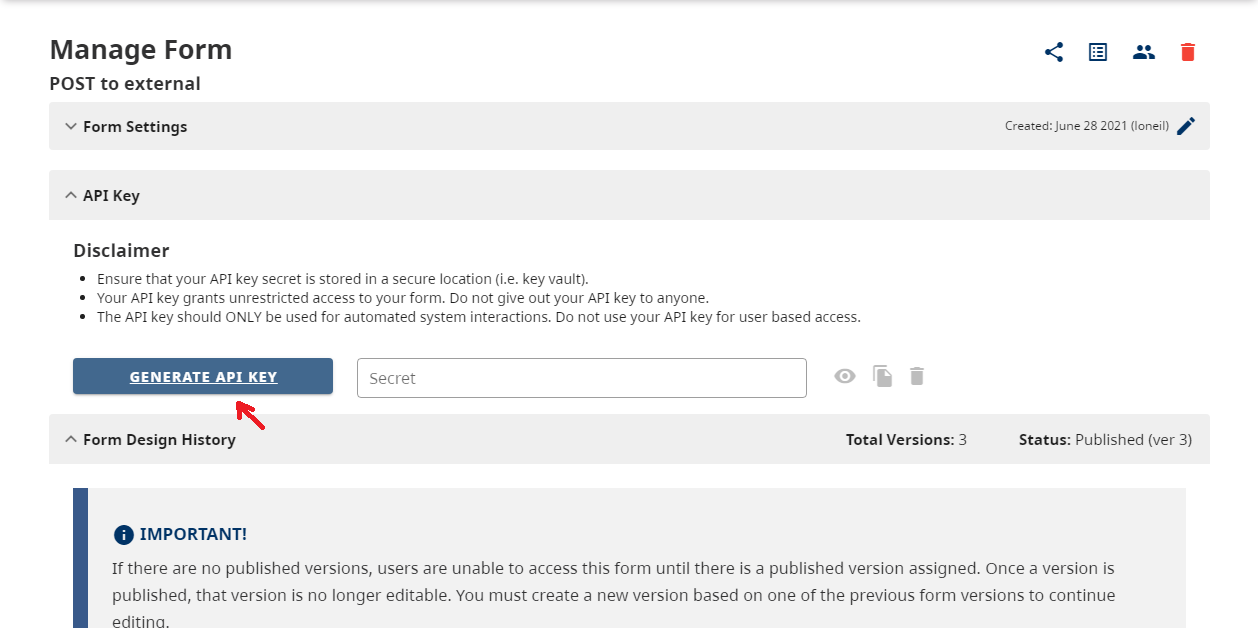 Manage Form
POST to external
Form Settings
Created: June 28 2021 (loneil)
API Key
Disclaimer
Ensure that your API key secret is stored in a secure location (i.e. key vault).
Your API key grants unrestricted access to your form. Do not give out your API key to anyone.
The API key should ONLY be used for automated system interactions. Do not use your API key for user based access.
GENERATE API KEY
Secret
Form Design History
Total Versions: 3
Status: Published (ver 3)
IMPORTANT!
If there are no published versions, users are unable to access this form until there is a published version assigned. Once a version is
published, that version is no longer editable. You must create a new version based on one of the previous form versions to continue
editing.